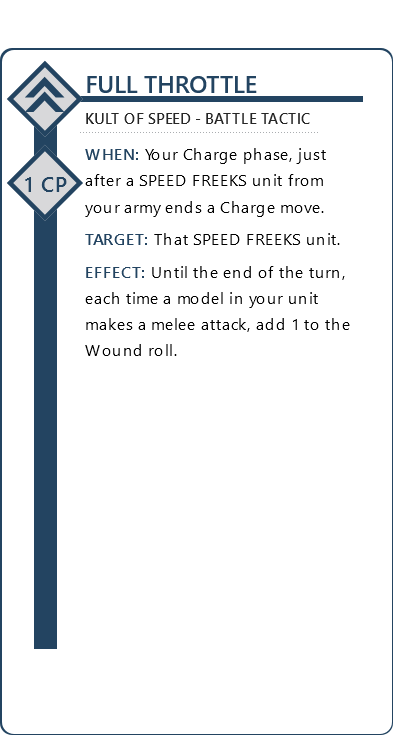 FULL THROTTLE
KULT OF SPEED - BATTLE TACTIC
1 CP
WHEN: Your Charge phase, just
after a SPEED FREEKS unit from
your army ends a Charge move.
TARGET: That SPEED FREEKS unit.
EFFECT: Until the end of the turn,
each time a model in your unit
makes a melee attack, add 1 to the
Wound roll.